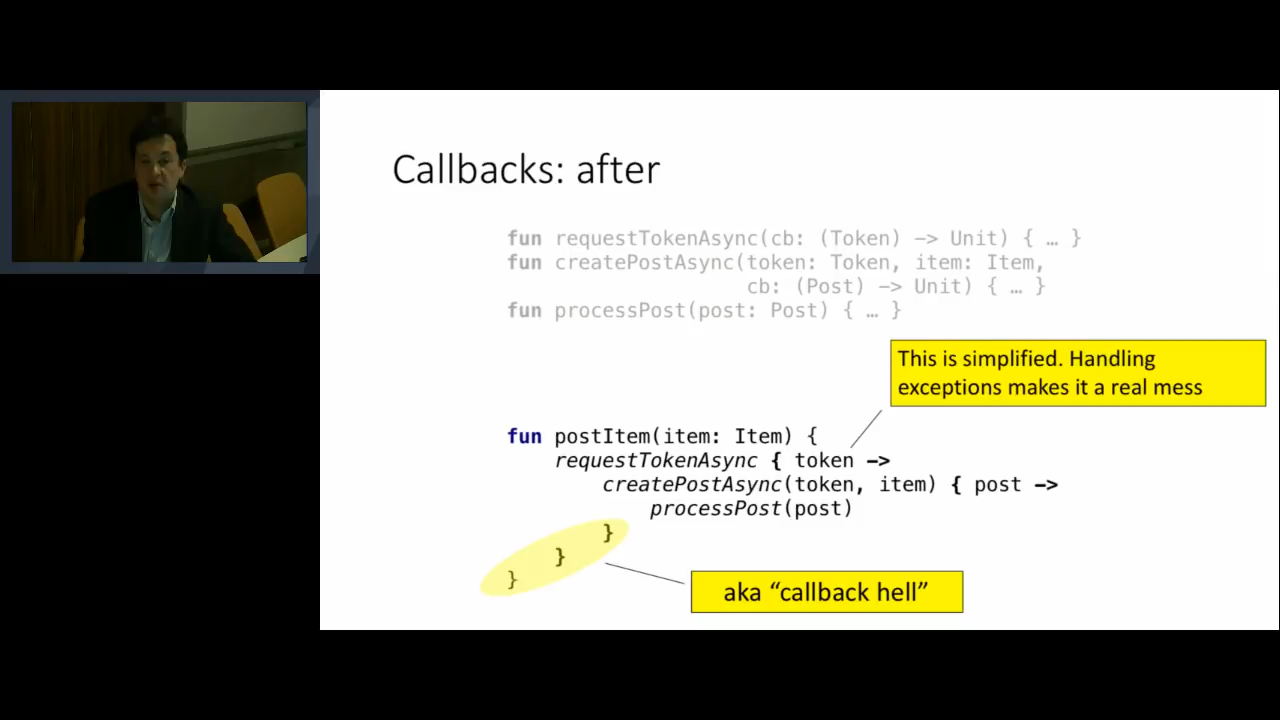 Callbacks: after
fun requestTokenAsync(cb: (Token) -> Unit) { … }
fun createPostAsync(token: Token, item: Item,
cb: (Post) -> Unit) { … }
fun processPost(post: Post) { … }
This is simplified. Handling
exceptions makes it a real mess
fun postItem(item: Item) {
requestTokenAsync { token ->
createPostAsync(token, item) { post ->
processPost(post)
}
}
}
aka “callback hell”